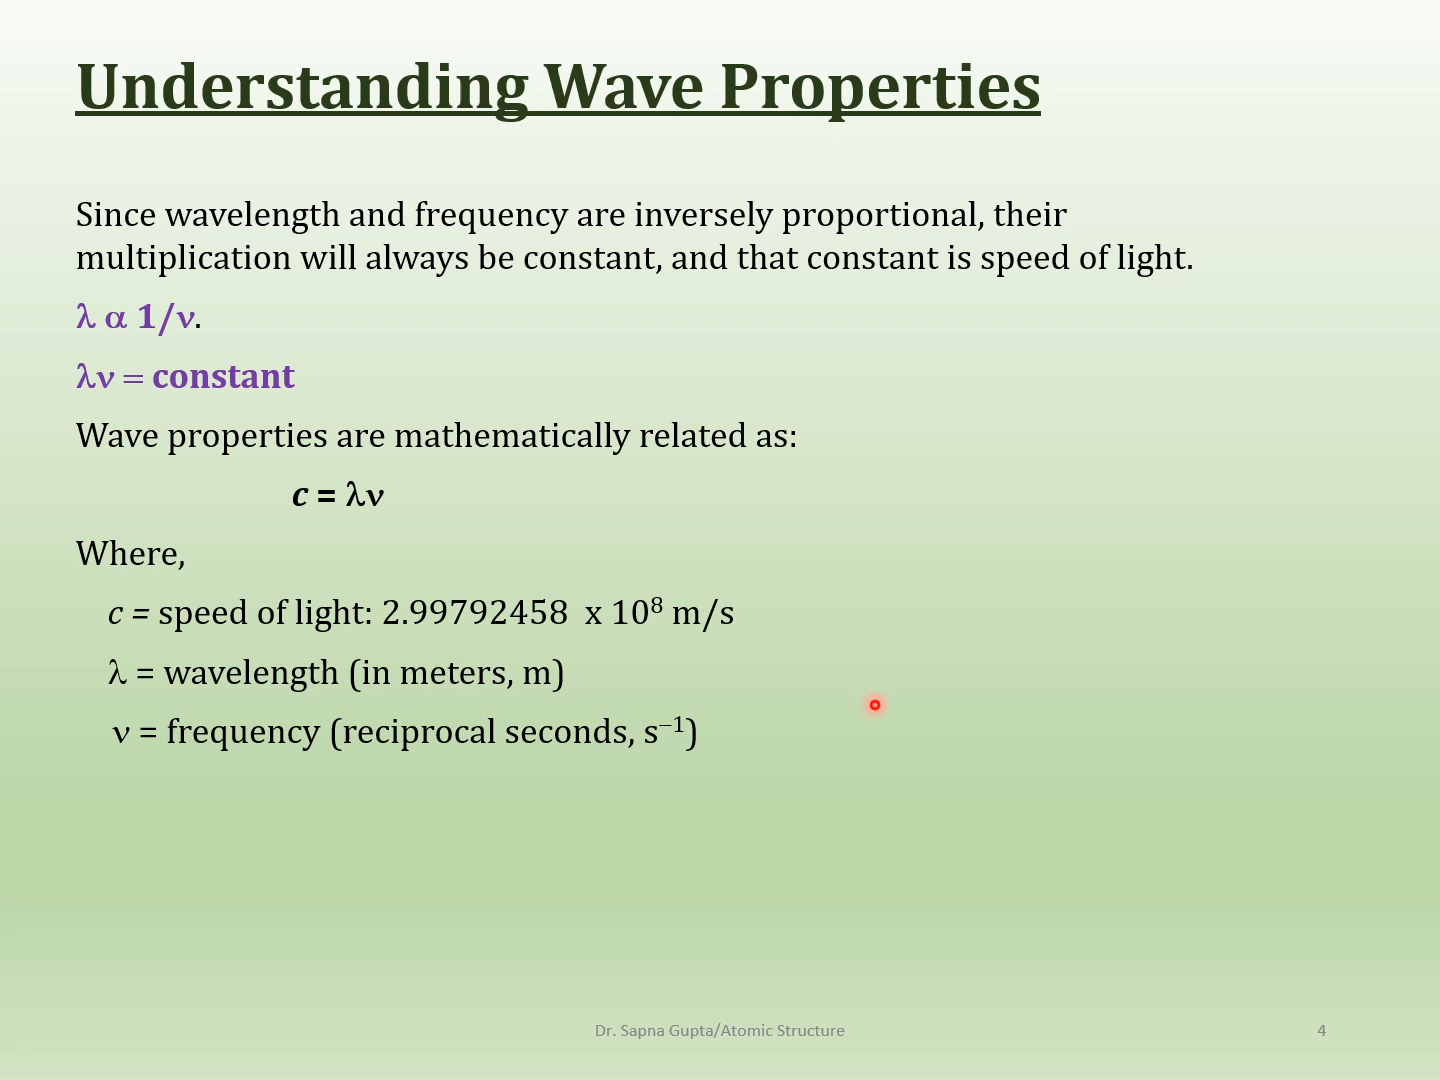 Understanding Wave Properties
Since wavelength and frequency are inversely proportional, their
multiplication will always be constant, and that constant is speed of light.
λ α 1/ν.
λν = constant
Wave properties are mathematically related as:
c = λν
Where,
c = speed of light: 2.99792458 x 10⁸ m/s
λ = wavelength (in meters, m)
ν = frequency (reciprocal seconds, s⁻¹)
Dr. Sapna Gupta/Atomic Structure
4